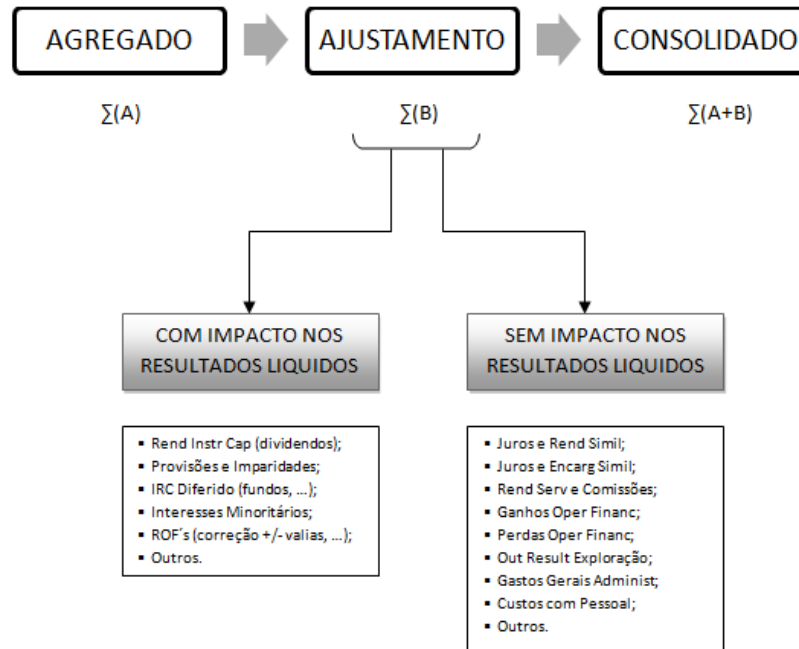 AGREGADO
AJUSTAMENTO
CONSOLIDADO
∑(A)
∑(B)
∑(A+B)
COM IMPACTO NOS
RESULTADOS LIQUIDOS
SEM IMPACTO NOS
RESULTADOS LIQUIDOS
▪ Rend Instr Cap (dividendos);
▪ Provisões e Imparidades;
▪ IRC Diferido (fundos, ...);
▪ Interesses Minoritários;
▪ ROF´s (correção +/- valias, ...);
▪ Outros.
▪ Juros e Rend Simil;
▪ Juros e Encarg Simil;
▪ Rend Serv e Comissões;
▪ Ganhos Oper Financ;
▪ Perdas Oper Financ;
▪ Out Result Exploração;
▪ Gastos Gerais Administ;
▪ Custos com Pessoal;
▪ Outros.